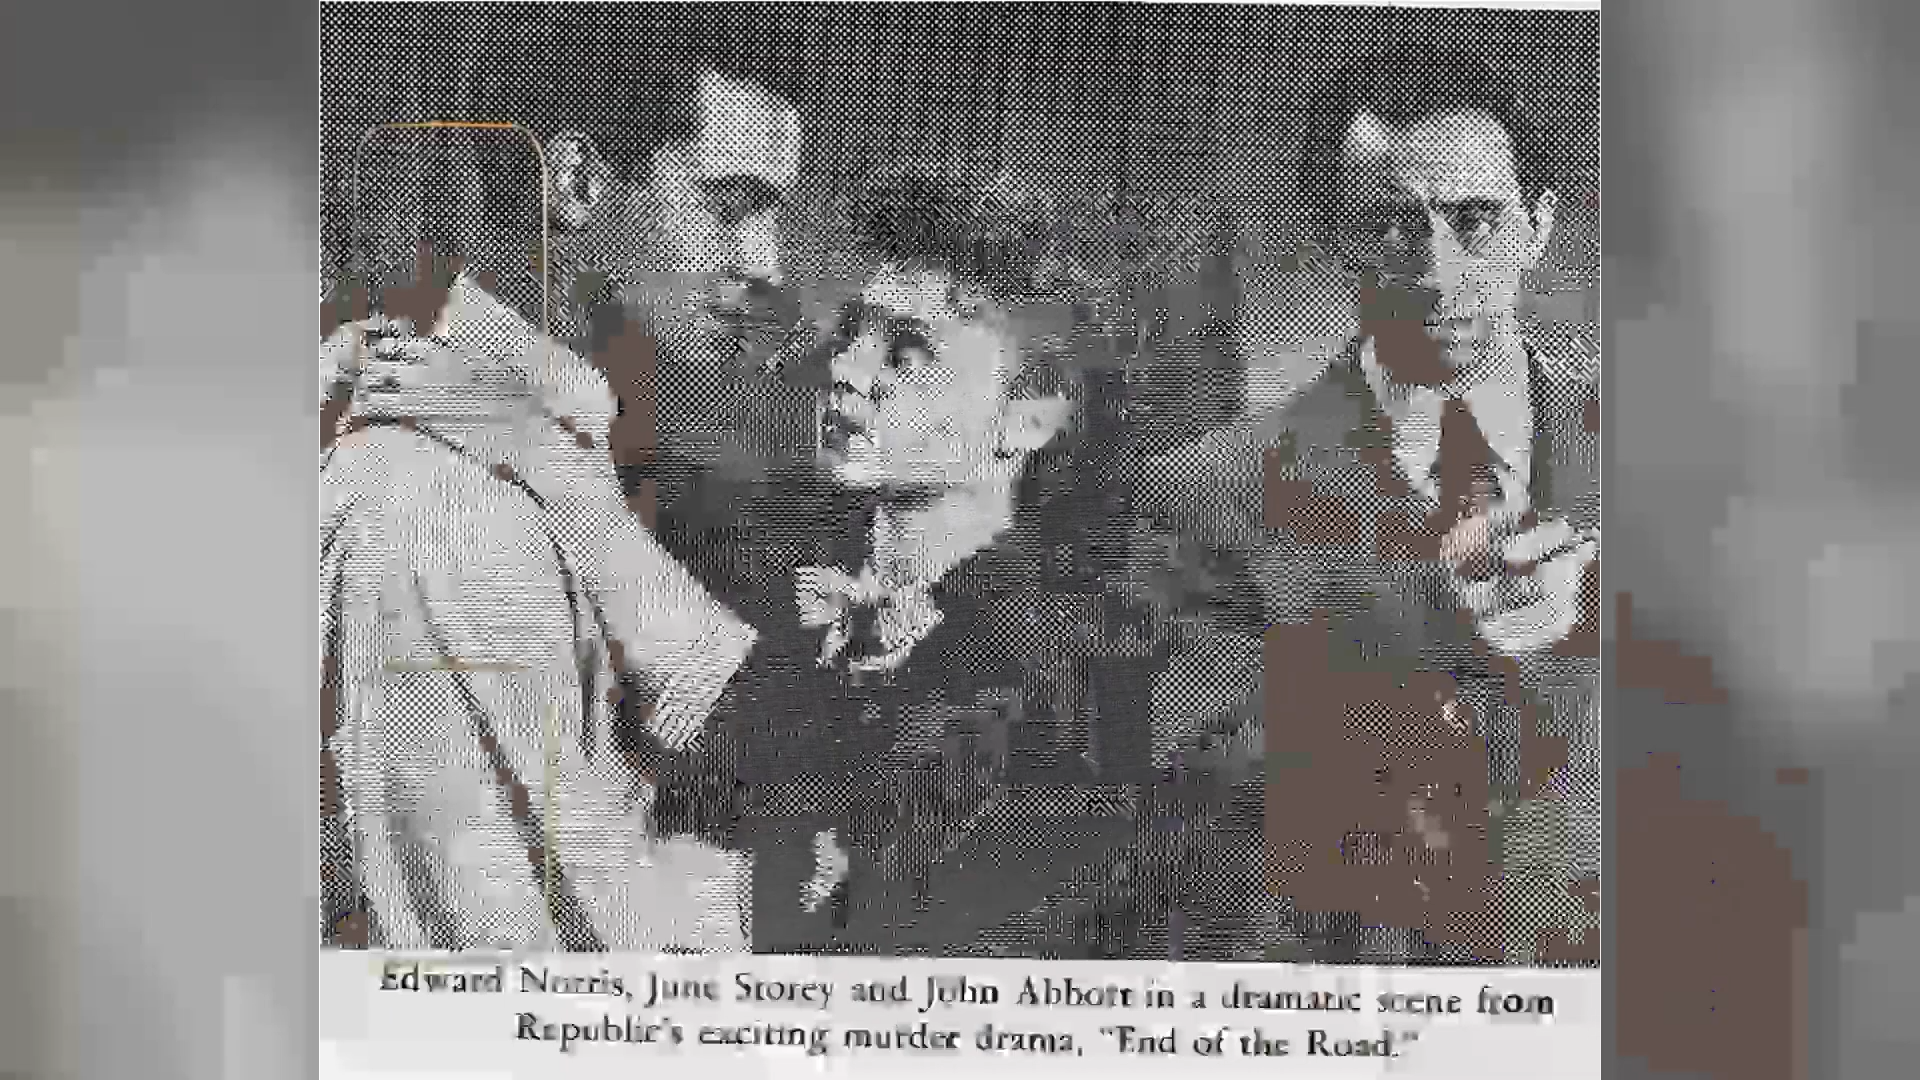 Edward Norris, June Storey and John Abbott in a dramatic scene from
Republic's exciting murder drama, "End of the Road."